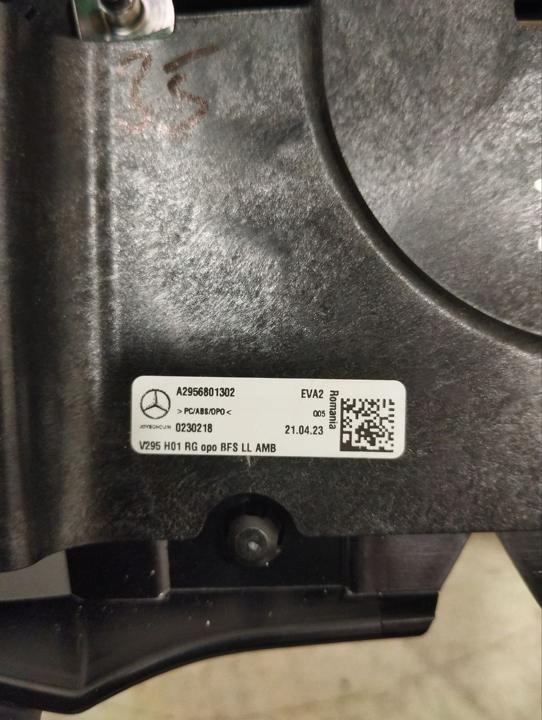 35
A2956801302 EVA2
> PC/ABS/OPO < 005
JOYSONQUIN 0230218 21.04.23
V295 H01 RG opo BFS LL AMB
Romania